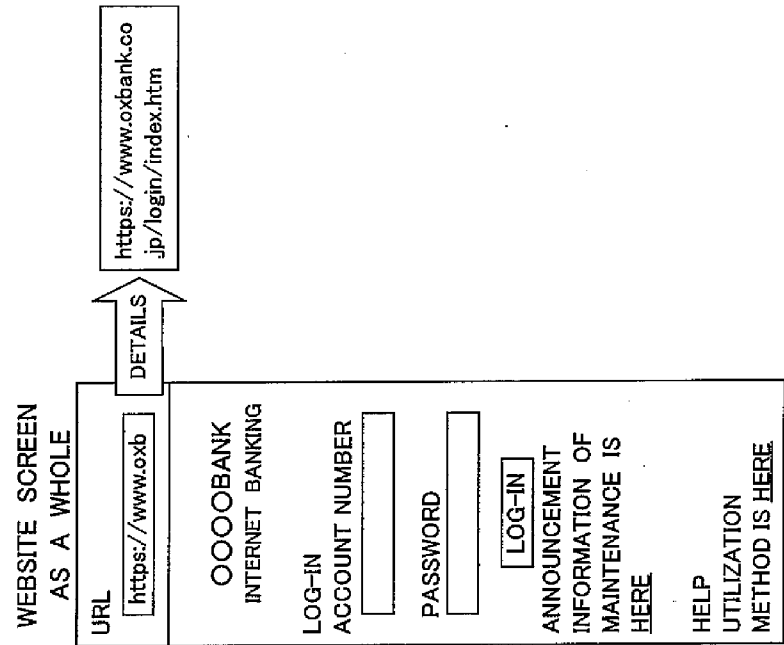 WEBSITE SCREEN
AS A WHOLE
URL
https://www.oxb
DETAILS
https://www.oxbank.co
.jp/login/index.htm
○○○○BANK
INTERNET BANKING
LOG-IN
ACCOUNT NUMBER
PASSWORD
LOG-IN
ANNOUNCEMENT
INFORMATION OF
MAINTENANCE IS
HERE
HELP
UTILIZATION
METHOD IS HERE